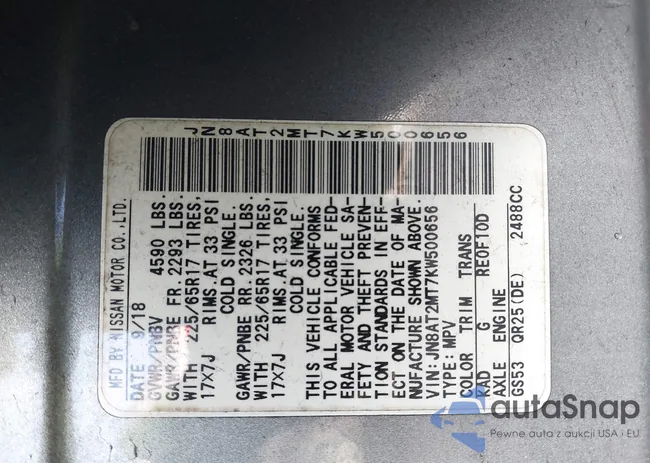 JN8AT2MT7KW500656
MFD BY NISSAN MOTOR CO.,LTD.
DATE 9/18
GVWR/PNBV 4590 LBS.
GAWR/PNBE FR. 2293 LBS.
WITH 225/65R17 TIRES,
17X7J RIMS.AT 33 PSI
COLD SINGLE.
GAWR/PNBE RR. 2326 LBS.
WITH 225/65R17 TIRES,
17X7J RIMS.AT 33 PSI
COLD SINGLE.
THIS VEHICLE CONFORMS
TO ALL APPLICABLE FED-
ERAL MOTOR VEHICLE SA-
FETY AND THEFT PREVEN-
TION STANDARDS IN EFF-
ECT ON THE DATE OF MA-
NUFACTURE SHOWN ABOVE.
VIN:JN8AT2MT7KW500656
TYPE: MPV
COLOR TRIM TRANS
KAD G RE0F10D
AXLE ENGINE
GS53 QR25(DE) 2488CC
autaSnap
Pewne auta z aukcji USA i EU